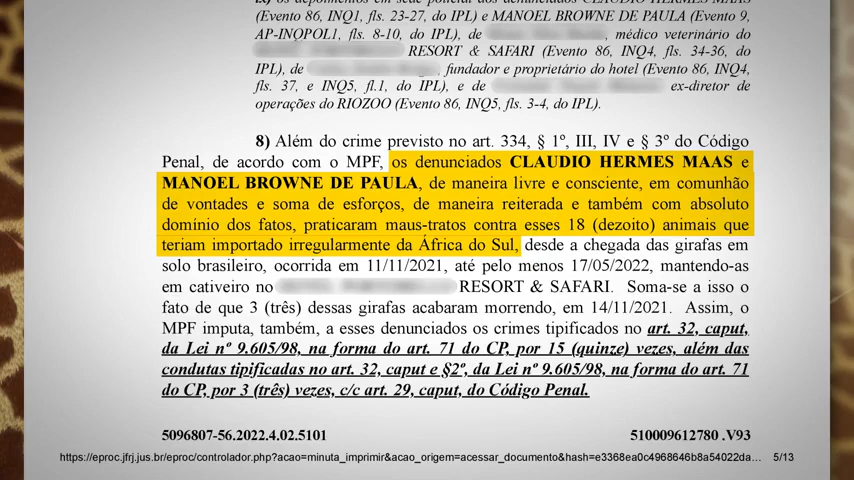 (Evento 86, INQ1, fls. 23-27, do IPL) e MANOEL BROWNE DE PAULA (Evento 9,
AP-INQPOL1, fls. 8-10, do IPL), de , médico veterinário do
RESORT & SAFARI (Evento 86, INQ4, fls. 34-36, do
IPL), de , fundador e proprietário do hotel (Evento 86, INQ4,
fls. 37, e INQ5, fl.1, do IPL), e de ex-diretor de
operações do RIOZOO (Evento 86, INQ5, fls. 3-4, do IPL).
8) Além do crime previsto no art. 334, § 1º, III, IV e § 3º do Código
Penal, de acordo com o MPF, os denunciados CLAUDIO HERMES MAAS e
MANOEL BROWNE DE PAULA, de maneira livre e consciente, em comunhão
de vontades e soma de esforços, de maneira reiterada e também com absoluto
domínio dos fatos, praticaram maus-tratos contra esses 18 (dezoito) animais que
teriam importado irregularmente da África do Sul, desde a chegada das girafas em
solo brasileiro, ocorrida em 11/11/2021, até pelo menos 17/05/2022, mantendo-as
em cativeiro no RESORT & SAFARI. Soma-se a isso o
fato de que 3 (três) dessas girafas acabaram morrendo, em 14/11/2021. Assim, o
MPF imputa, também, a esses denunciados os crimes tipificados no art. 32, caput,
da Lei nº 9.605/98, na forma do art. 71 do CP, por 15 (quinze) vezes, além das
condutas tipificadas no art. 32, caput e §2º, da Lei nº 9.605/98, na forma do art. 71
do CP, por 3 (três) vezes, c/c art. 29, caput, do Código Penal.
5096807-56.2022.4.02.5101 510009612780 .V93
https://eproc.jfrj.jus.br/eproc/controlador.php?acao=minuta_imprimir&acao_origem=acessar_documento&hash=e3368ea0c4968646b8a54022da... 5/13